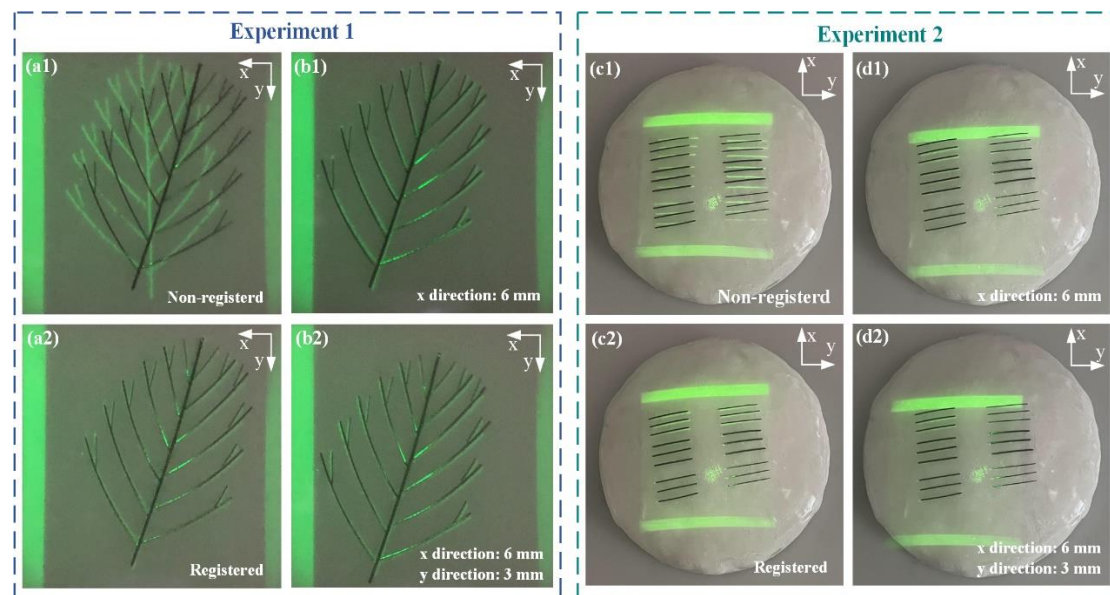 Experiment 1
Experiment 2
(a1)
x
y
Non-registerd
(b1)
x
y
x direction: 6 mm
(c1)
x
y
Non-registerd
(d1)
x
y
x direction: 6 mm
(a2)
x
y
Registered
(b2)
x
y
x direction: 6 mm
y direction: 3 mm
(c2)
x
y
Registered
(d2)
x
y
x direction: 6 mm
y direction: 3 mm